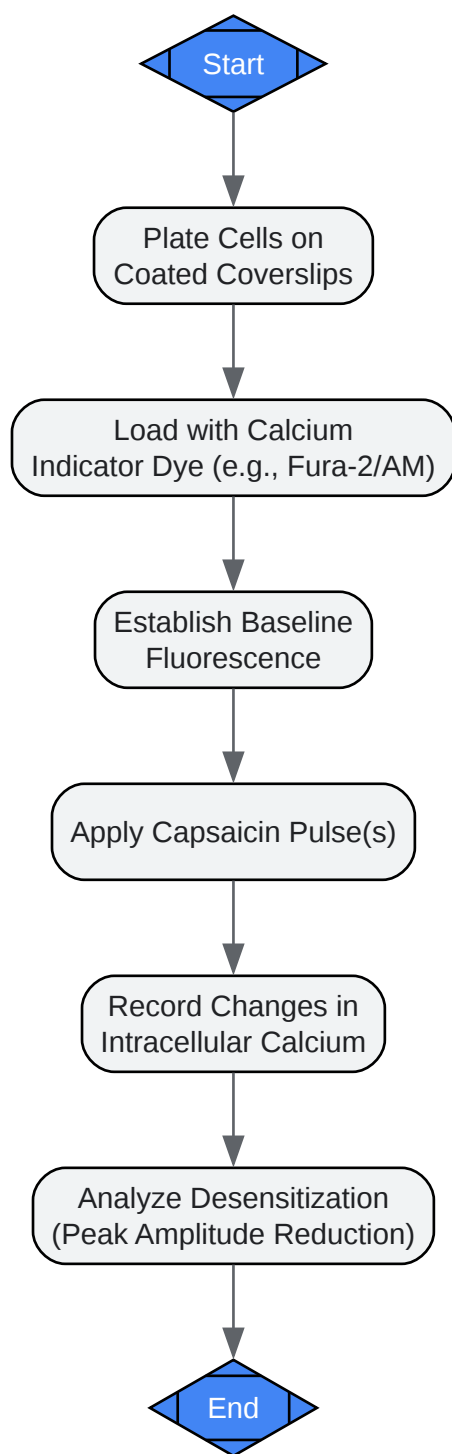 Start
Plate Cells on
Coated Coverslips
Load with Calcium
Indicator Dye (e.g., Fura-2/AM)
Establish Baseline
Fluorescence
Apply Capsaicin Pulse(s)
Record Changes in
Intracellular Calcium
Analyze Desensitization
(Peak Amplitude Reduction)
End